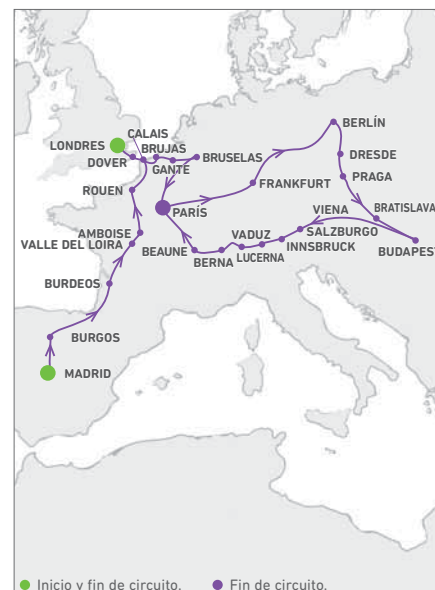 BERLÍN
CALAIS
LONDRES
BRUJAS
DOVER
GANTE
BRUSELAS
DRESDE
PRAGA
FRANKFURT
ROUEN
PARÍS
VIENA
BRATISLAVA
AMBOISE
VADUZ
SALZBURGO
VALLE DEL LOIRA
BEAUNE
BERNA
LUCERNA
INNSBRUCK
BUDAPEST
BURDEOS
BURGOS
MADRID
Inicio y fin de circuito.
Fin de circuito.